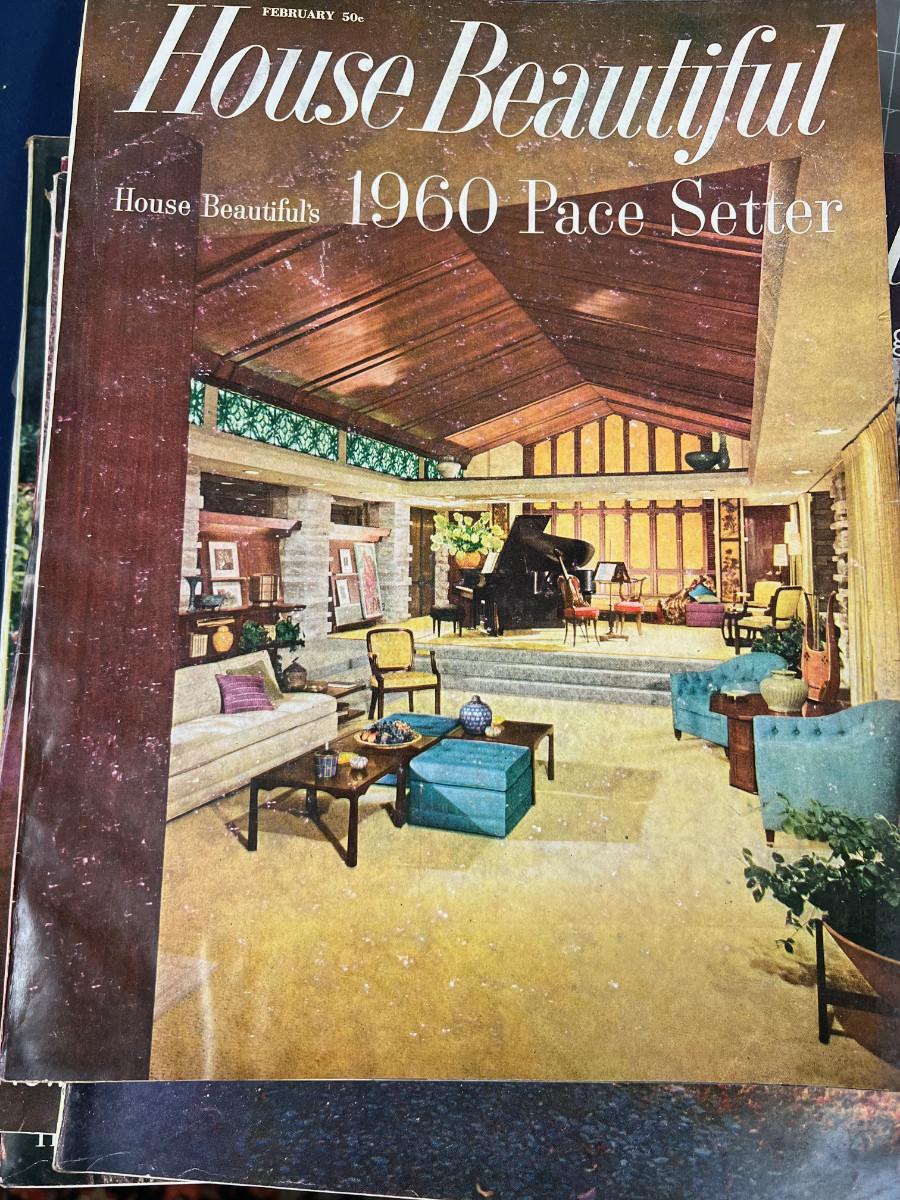 FEBRUARY 50c
House Beautiful
House Beautiful's 1960 Pace Setter